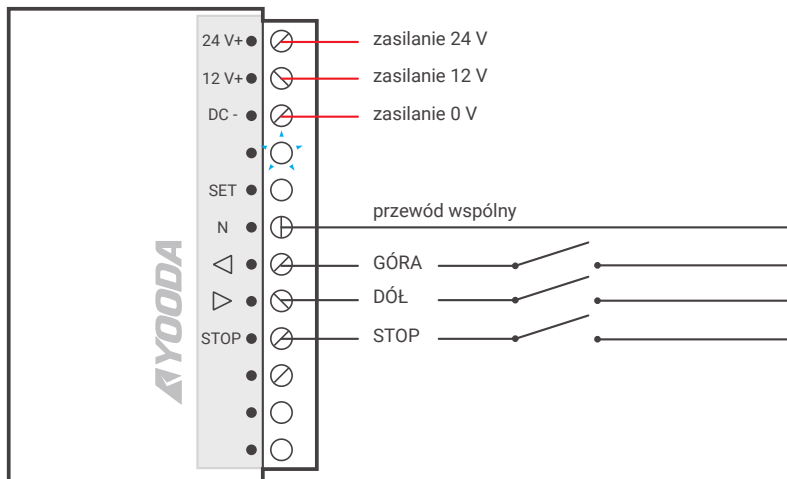 24 V+ zasilanie 24 V
12 V+ zasilanie 12 V
DC - zasilanie 0 V
SET
N przewód wspólny
GÓRA
DÓŁ
STOP STOP
YOODA